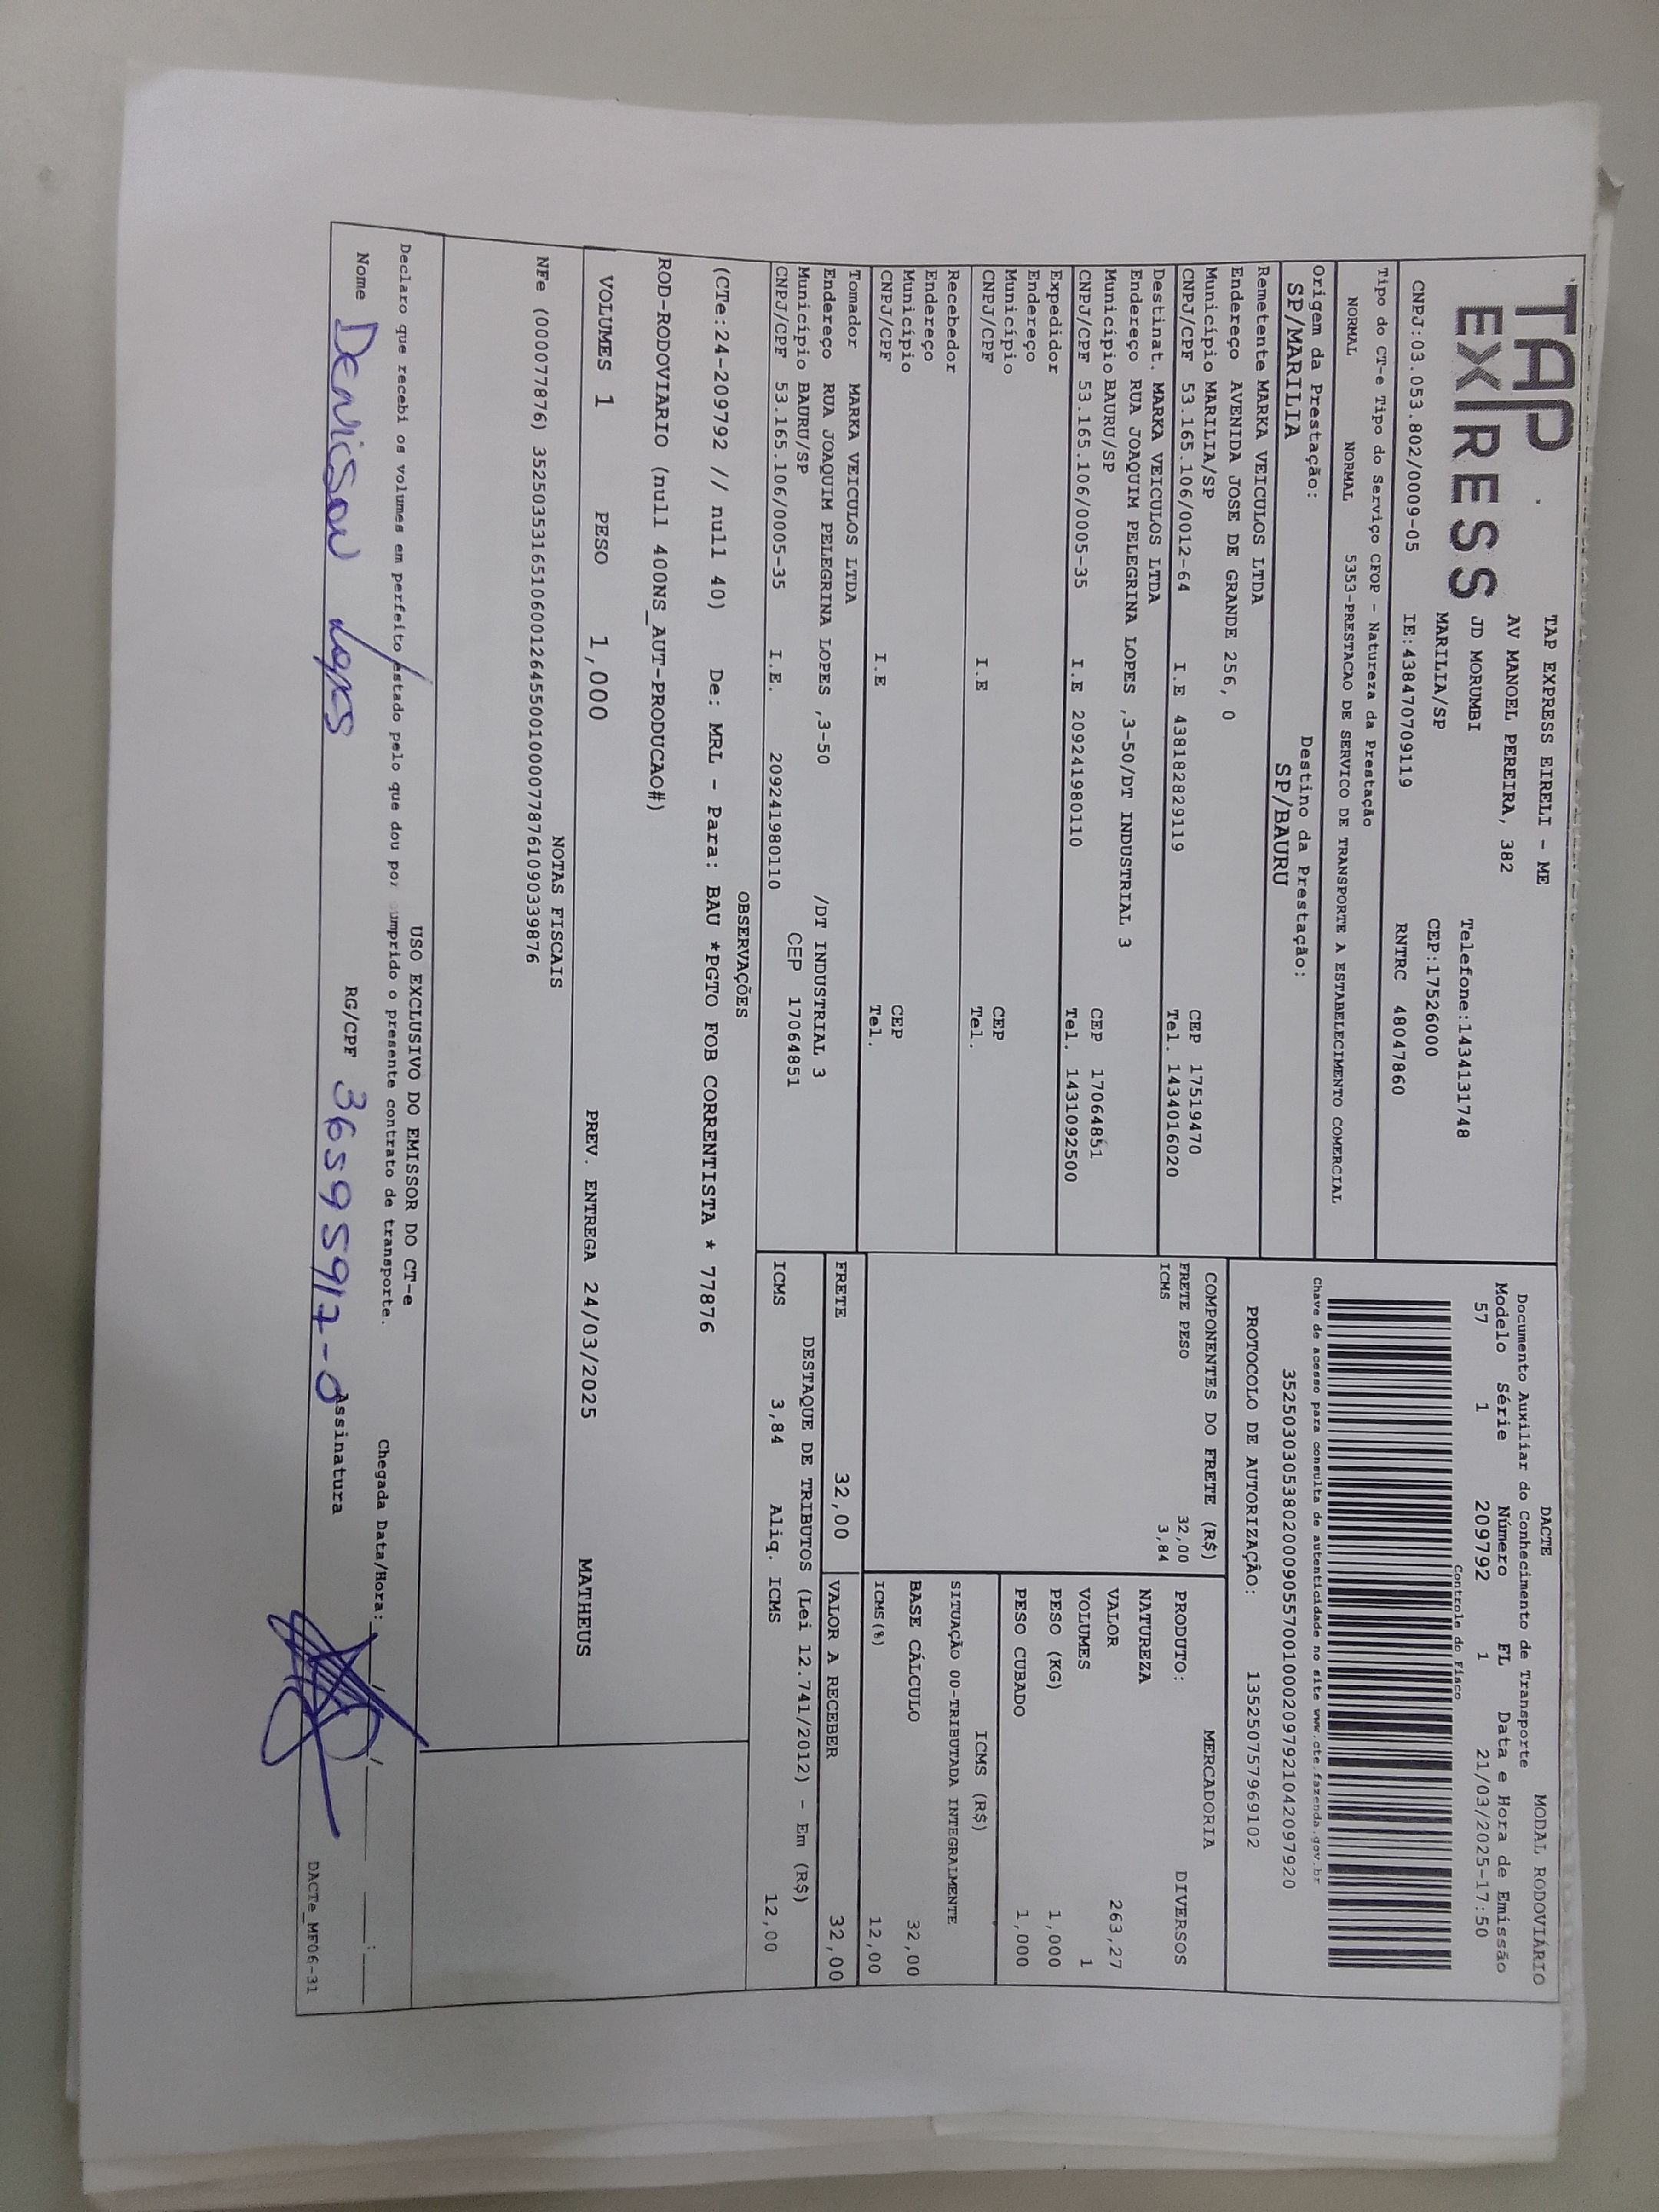 TAP
EXPRESS
TAP EXPRESS EIRELI - ME
AV MANOEL PEREIRA, 382
JD MORUMBI
MARILIA/SP
Telefone:1434131748
CEP:17526000
CNPJ:03.053.802/0009-05 IE:438470709119 RNTRC 48047860
Tipo do CT-e Tipo do Serviço CFOP - Natureza da Prestação
NORMAL NORMAL 5353-PRESTACAO DE SERVICO DE TRANSPORTE A ESTABELECIMENTO COMERCIAL
Origem da Prestação: Destino da Prestação:
SP/MARILIA SP/BAURU
DACTE MODAL RODOVIÁRIO
Documento Auxiliar do Conhecimento de Transporte
Modelo Série Número FL Data e Hora de Emissão
57 1 209792 1 21/03/2025-17:50
Controle do Fisco
Chave de acesso para consulta de autenticidade no site www.cte.fazenda.gov.br
35250303053802000905570010002097921042097920
PROTOCOLO DE AUTORIZAÇÃO: 135250757969102
Remetente MARKA VEICULOS LTDA
Endereço AVENIDA JOSE DE GRANDE 256, 0
Município MARILIA/SP CEP 17519470
CNPJ/CPF 53.165.106/0012-64 I.E 438182829119 Tel. 1434016020
Destinat. MARKA VEICULOS LTDA
Endereço RUA JOAQUIM PELEGRINA LOPES ,3-50/DT INDUSTRIAL 3
Município BAURU/SP CEP 17064851
CNPJ/CPF 53.165.106/0005-35 I.E 209241980110 Tel. 1431092500
Expedidor
Endereço
Município CEP
CNPJ/CPF I.E Tel.
Recebedor
Endereço
Município CEP
CNPJ/CPF I.E Tel.
Tomador MARKA VEICULOS LTDA
Endereço RUA JOAQUIM PELEGRINA LOPES ,3-50 /DT INDUSTRIAL 3
Município BAURU/SP CEP 17064851
CNPJ/CPF 53.165.106/0005-35 I.E. 209241980110
COMPONENTES DO FRETE (R$)
FRETE PESO 32,00
ICMS 3,84
MERCADORIA
PRODUTO: DIVERSOS
NATUREZA
VALOR 263,27
VOLUMES 1
PESO (KG) 1,000
PESO CUBADO 1,000
ICMS (R$)
SITUAÇÃO 00-TRIBUTADA INTEGRALMENTE
BASE CÁLCULO 32,00
ICMS(%) 12,00
FRETE 32,00 VALOR A RECEBER 32,00
DESTAQUE DE TRIBUTOS (Lei 12.741/2012) - Em (R$)
ICMS 3,84 Aliq. ICMS 12,00
OBSERVAÇÕES
(CTe:24-209792 // null 40) De: MRL - Para: BAU *PGTO FOB CORRENTISTA * 77876
ROD-RODOVIARIO (null 400NS_AUT-PRODUCAO#)
VOLUMES 1 PESO 1,000 PREV. ENTREGA 24/03/2025 MATHEUS
NOTAS FISCAIS
NFe (000077876) 35250353165106001264550010000778761090339876
USO EXCLUSIVO DO EMISSOR DO CT-e
Declaro que recebi os volumes em perfeito estado pelo que dou por cumprido o presente contrato de transporte. Chegada Data/Hora: / / :
Nome Denicson Lopes RG/CPF 36595917-0 Assinatura
DACTe_MF06-31